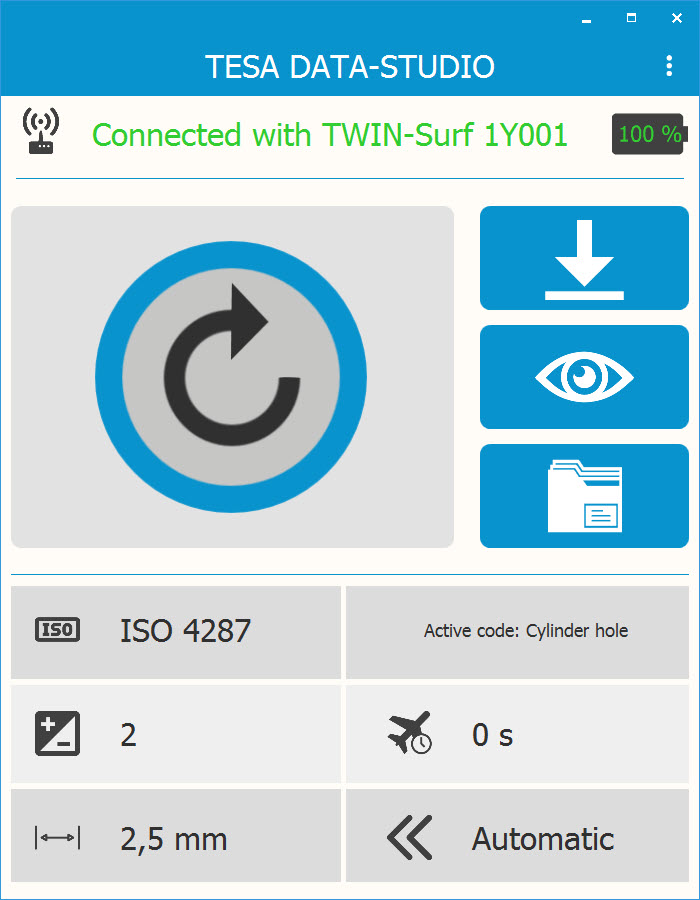 TESA DATA-STUDIO
Connected with TWIN-Surf 1Y001
100 %
ISO
ISO 4287
Active code: Cylinder hole
2
0 s
2,5 mm
Automatic